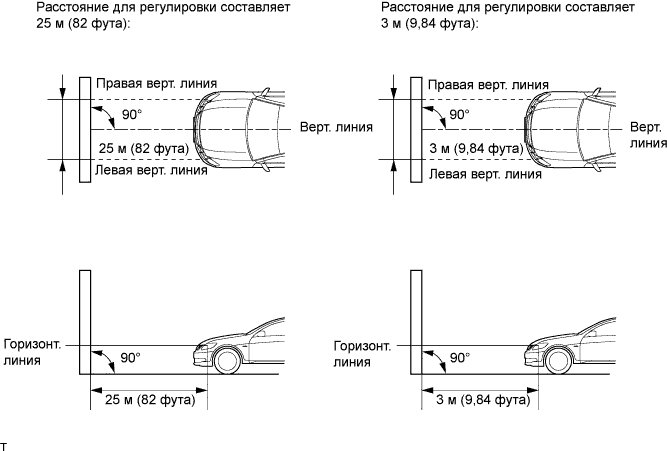 Расстояние для регулировки составляет
25 м (82 фута):
Правая верт. линия
90°
Верт. линия
25 м (82 фута)
Левая верт. линия
Расстояние для регулировки составляет
3 м (9,84 фута):
Правая верт. линия
90°
Верт.
линия
3 м (9,84 фута)
Левая верт. линия
Горизонт.
линия
90°
25 м (82 фута)
Горизонт.
линия
90°
3 м (9,84 фута)
T